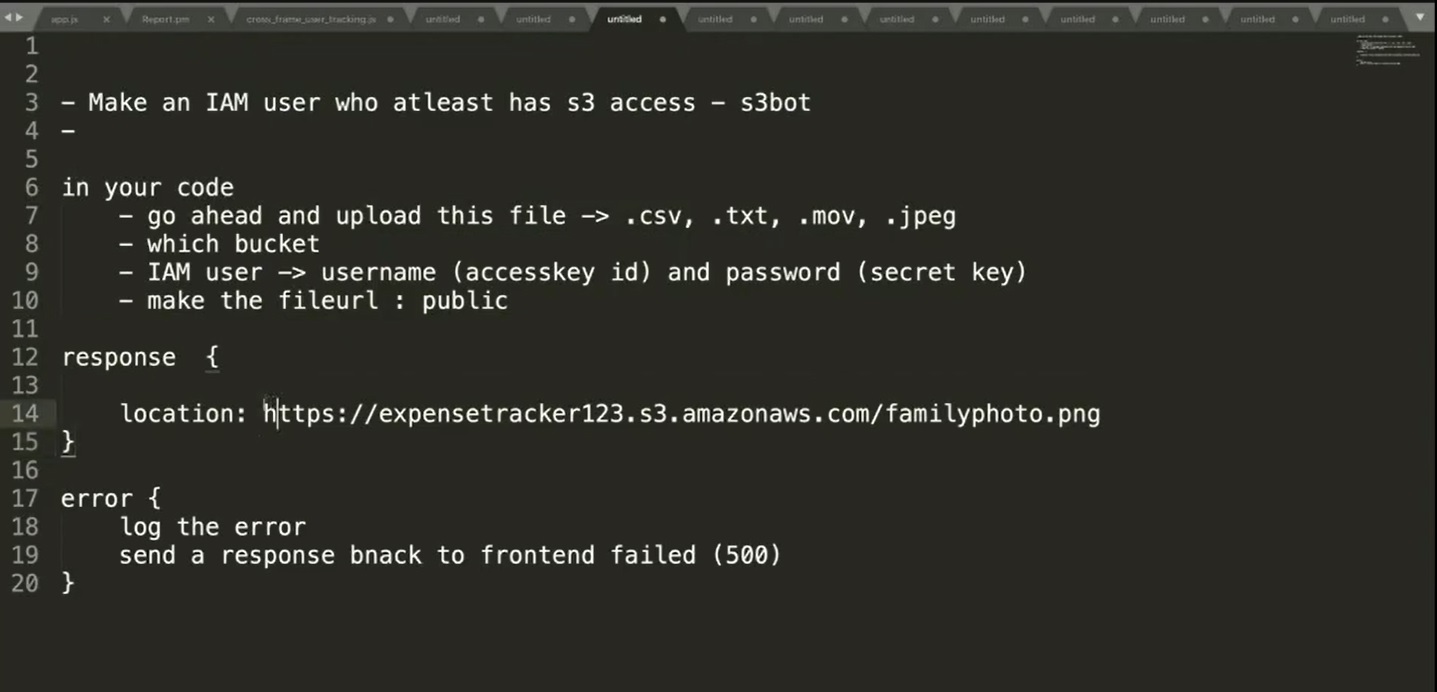 app.js Report.pm cross_frame_user_tracking.js untitled untitled untitled untitled untitled untitled untitled untitled untitled untitled untitled
1
2
3 - Make an IAM user who atleast has s3 access - s3bot
4 -
5
6 in your code
7 - go ahead and upload this file -> .csv, .txt, .mov, .jpeg
8 - which bucket
9 - IAM user -> username (accesskey id) and password (secret key)
10 - make the fileurl : public
11
12 response {
13
14 location: https://expensetracker123.s3.amazonaws.com/familyphoto.png
15 }
16
17 error {
18 log the error
19 send a response bnack to frontend failed (500)
20 }